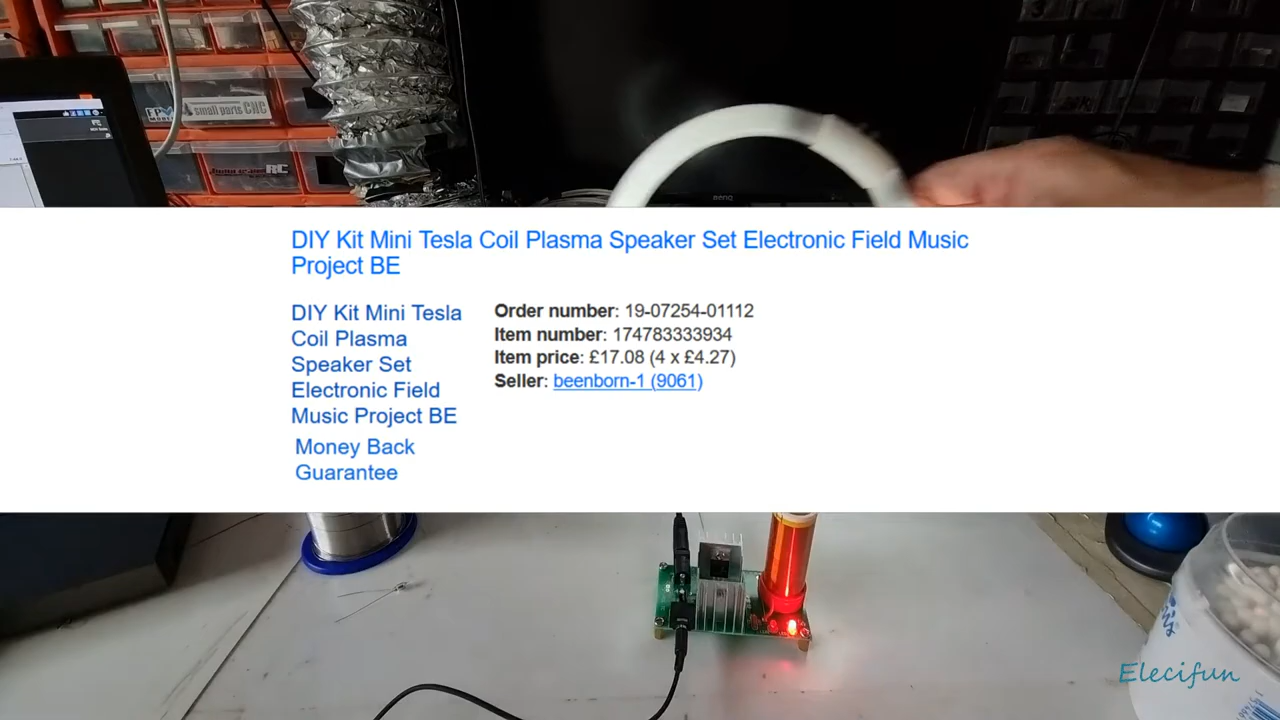 small parts CNC
BenQ
DIY Kit Mini Tesla Coil Plasma Speaker Set Electronic Field Music
Project BE
DIY Kit Mini Tesla
Coil Plasma
Speaker Set
Electronic Field
Music Project BE
Money Back
Guarantee
Order number: 19-07254-01112
Item number: 174783333934
Item price: £17.08 (4 x £4.27)
Seller: beenborn-1 (9061)
Elecifun